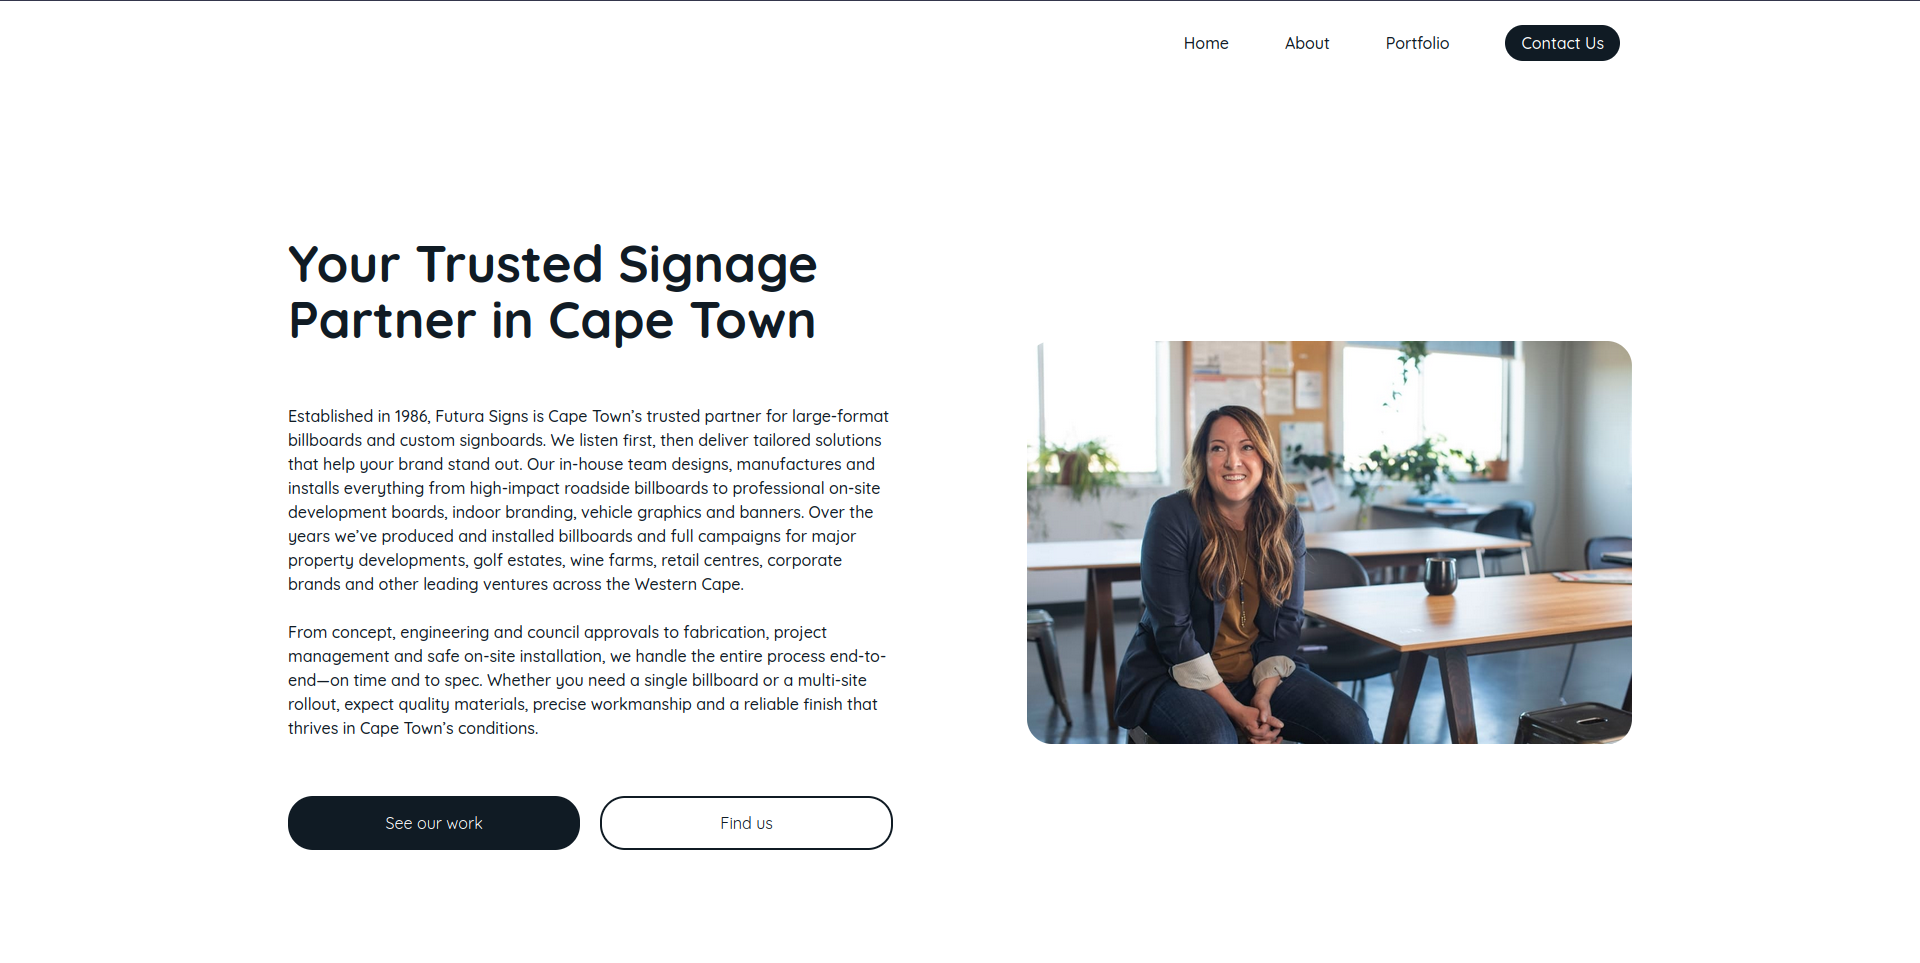 Home About Portfolio Contact Us
Your Trusted Signage
Partner in Cape Town
Established in 1986, Futura Signs is Cape Town’s trusted partner for large-format
billboards and custom signboards. We listen first, then deliver tailored solutions
that help your brand stand out. Our in-house team designs, manufactures and
installs everything from high-impact roadside billboards to professional on-site
development boards, indoor branding, vehicle graphics and banners. Over the
years we’ve produced and installed billboards and full campaigns for major
property developments, golf estates, wine farms, retail centres, corporate
brands and other leading ventures across the Western Cape.
From concept, engineering and council approvals to fabrication, project
management and safe on-site installation, we handle the entire process end-to-
end—on time and to spec. Whether you need a single billboard or a multi-site
rollout, expect quality materials, precise workmanship and a reliable finish that
thrives in Cape Town’s conditions.
See our work
Find us